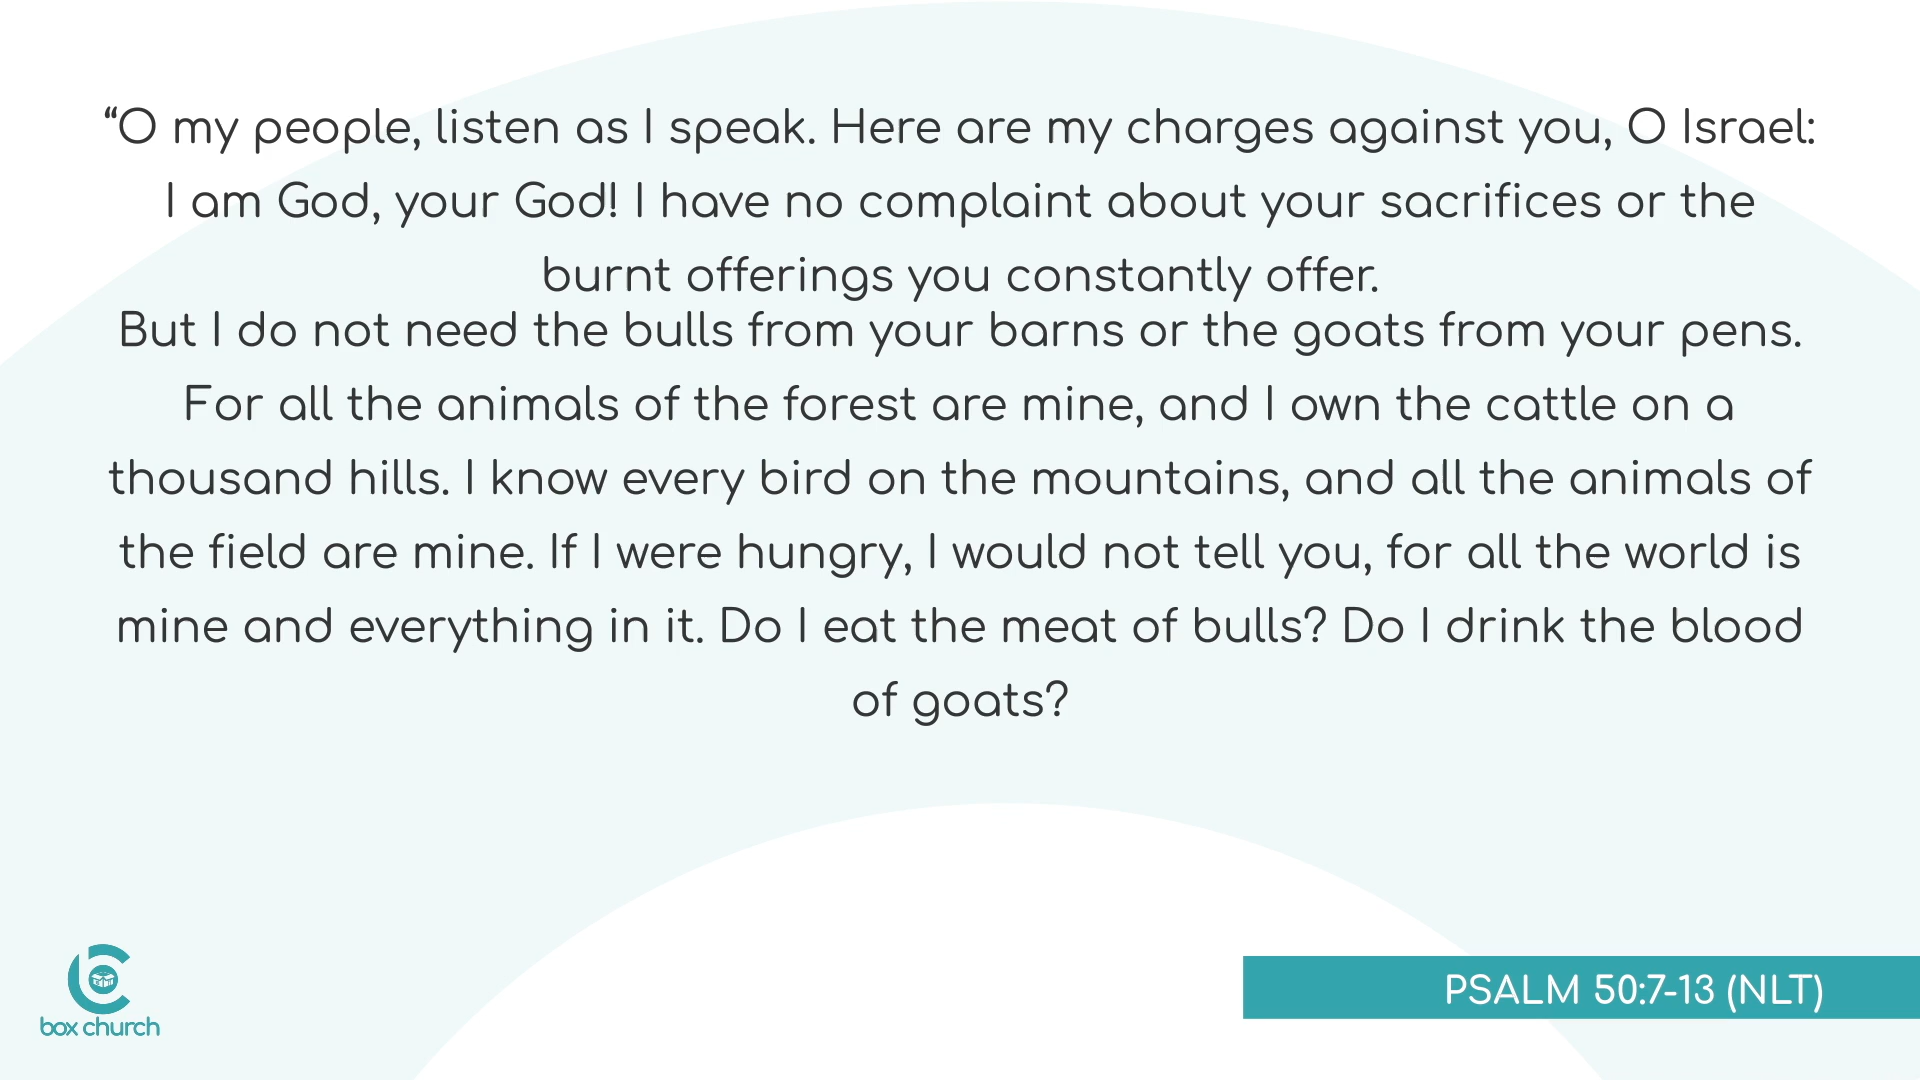 “O my people, listen as I speak. Here are my charges against you, O Israel:
I am God, your God! I have no complaint about your sacrifices or the
burnt offerings you constantly offer.
But I do not need the bulls from your barns or the goats from your pens.
For all the animals of the forest are mine, and I own the cattle on a
thousand hills. I know every bird on the mountains, and all the animals of
the field are mine. If I were hungry, I would not tell you, for all the world is
mine and everything in it. Do I eat the meat of bulls? Do I drink the blood
of goats?
box church
PSALM 50:7-13 (NLT)